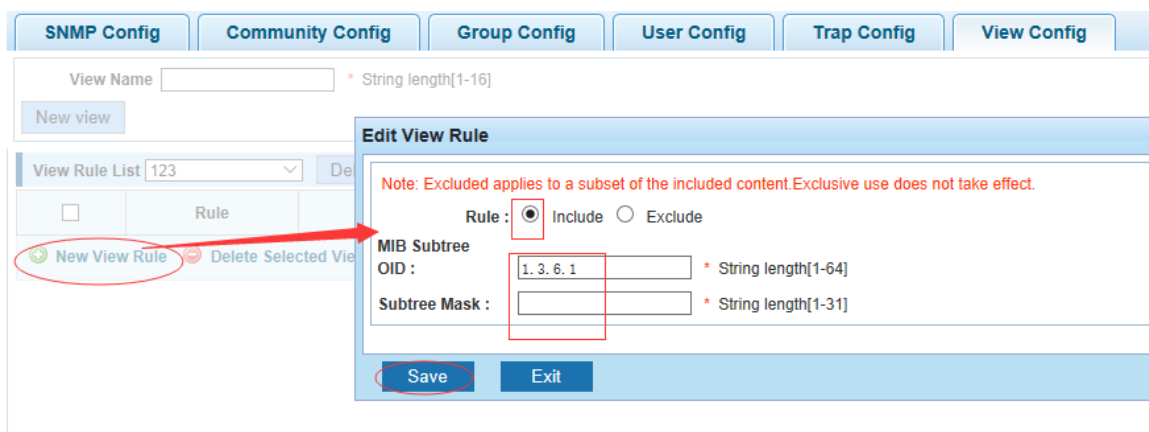 SNMP Config Community Config Group Config User Config Trap Config View Config
View Name * String length[1-16]
New view
Edit View Rule
View Rule List 123 Del
Note: Excluded applies to a subset of the included content.Exclusive use does not take effect.
Rule
Rule : Include Exclude
New View Rule Delete Selected Vie
MIB Subtree
OID : 1.3.6.1 * String length[1-64]
Subtree Mask : * String length[1-31]
Save Exit